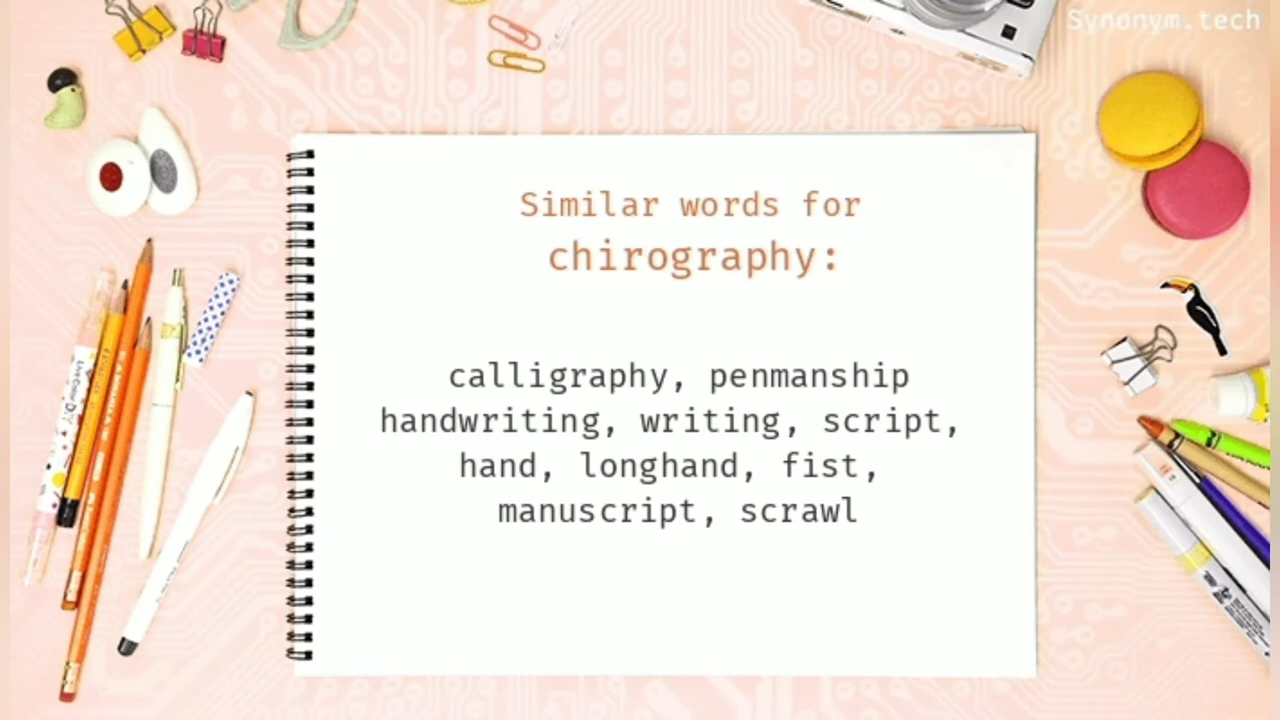 Synonym.tech
Similar words for
chirography:
calligraphy, penmanship
handwriting, writing, script,
hand, longhand, fist,
manuscript, scrawl